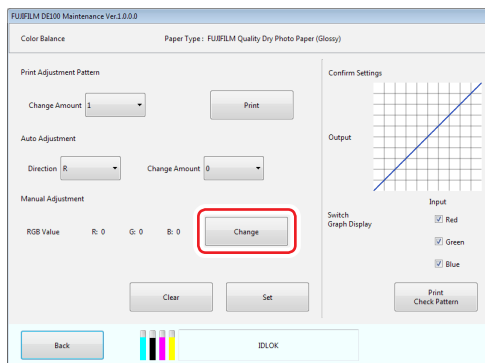 FUJIFILM DE100 Maintenance Ver.1.0.0.0
Color Balance
Paper Type : FUJIFILM Quality Dry Photo Paper (Glossy)
Print Adjustment Pattern
Change Amount 1
Print
Auto Adjustment
Direction R
Change Amount 0
Manual Adjustment
RGB Value R: 0 G: 0 B: 0
Change
Clear
Set
Confirm Settings
Output
Input
Switch
Graph Display
Red
Green
Blue
Print
Check Pattern
Back
IDLOK